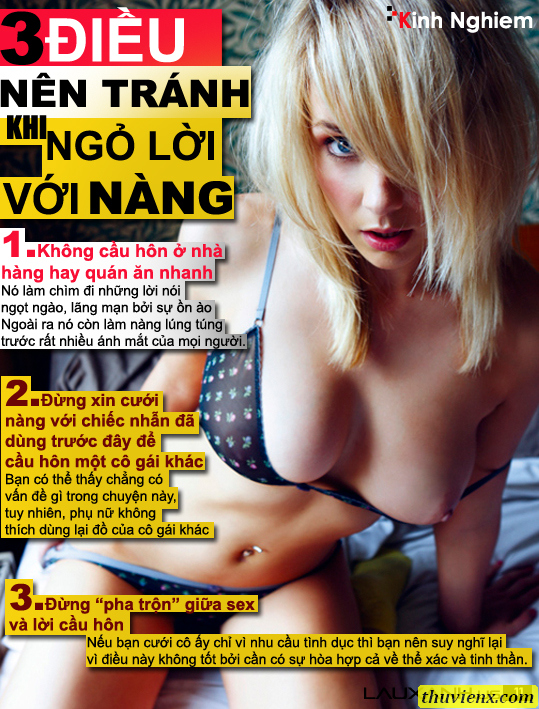 Kinh Nghiem
3 ĐIỀU
NÊN TRÁNH
KHI NGỎ LỜI
VỚI NÀNG
1.Không cầu hôn ở nhà
hàng hay quán ăn nhanh
Nó làm chìm đi những lời nói
ngọt ngào, lãng mạn bởi sự ồn ào
Ngoài ra nó còn làm nàng lúng túng
trước rất nhiều ánh mắt của mọi người.
2.Đừng xin cưới
nàng với chiếc nhẫn đã
dùng trước đây để
cầu hôn một cô gái khác
Bạn có thể thấy chẳng có
vấn đề gì trong chuyện này,
tuy nhiên, phụ nữ không
thích dùng lại đồ của cô gái khác
3.Đừng “pha trộn” giữa sex
và lời cầu hôn
Nếu bạn cưới cô ấy chỉ vì nhu cầu tình dục thì bạn nên suy nghĩ lại
vì điều này không tốt bởi cần có sự hòa hợp cả về thể xác và tinh thần.
thuvienx.com